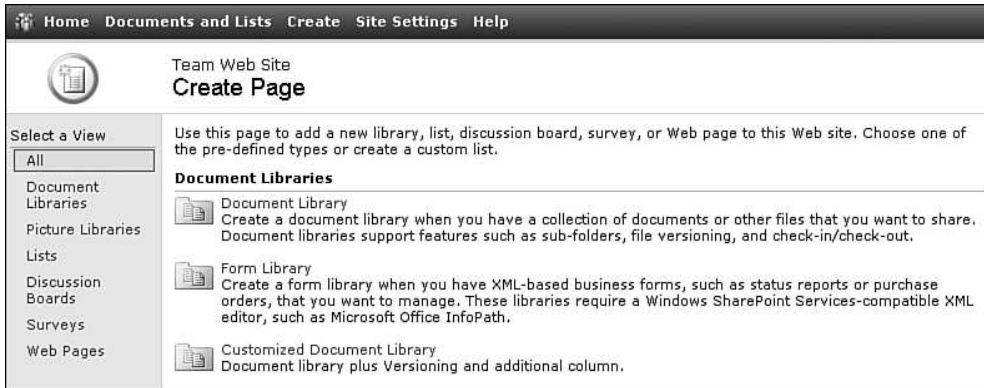 Home Documents and Lists Create Site Settings Help
Team Web Site
Create Page
Select a View
All
Document
Libraries
Picture Libraries
Lists
Discussion
Boards
Surveys
Web Pages
Use this page to add a new library, list, discussion board, survey, or Web page to this Web site. Choose one of
the pre-defined types or create a custom list.
Document Libraries
Document Library
Create a document library when you have a collection of documents or other files that you want to share.
Document libraries support features such as sub-folders, file versioning, and check-in/check-out.
Form Library
Create a form library when you have XML-based business forms, such as status reports or purchase
orders, that you want to manage. These libraries require a Windows SharePoint Services-compatible XML
editor, such as Microsoft Office InfoPath.
Customized Document Library
Document library plus Versioning and additional column.